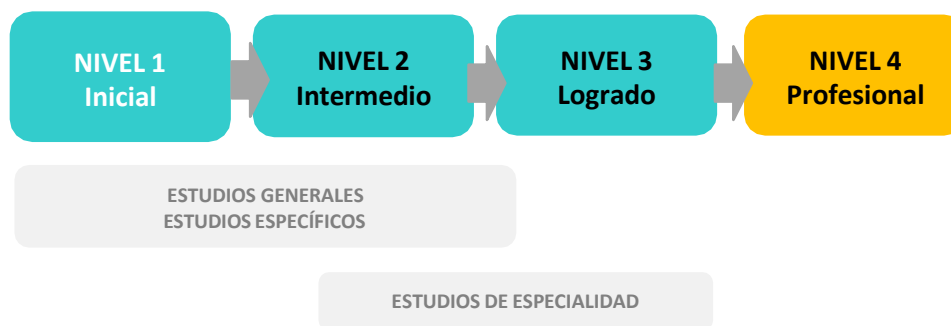 NIVEL 1
Inicial
NIVEL 2
Intermedio
NIVEL 3
Logrado
NIVEL 4
Profesional
ESTUDIOS GENERALES
ESTUDIOS ESPECÍFICOS
ESTUDIOS DE ESPECIALIDAD